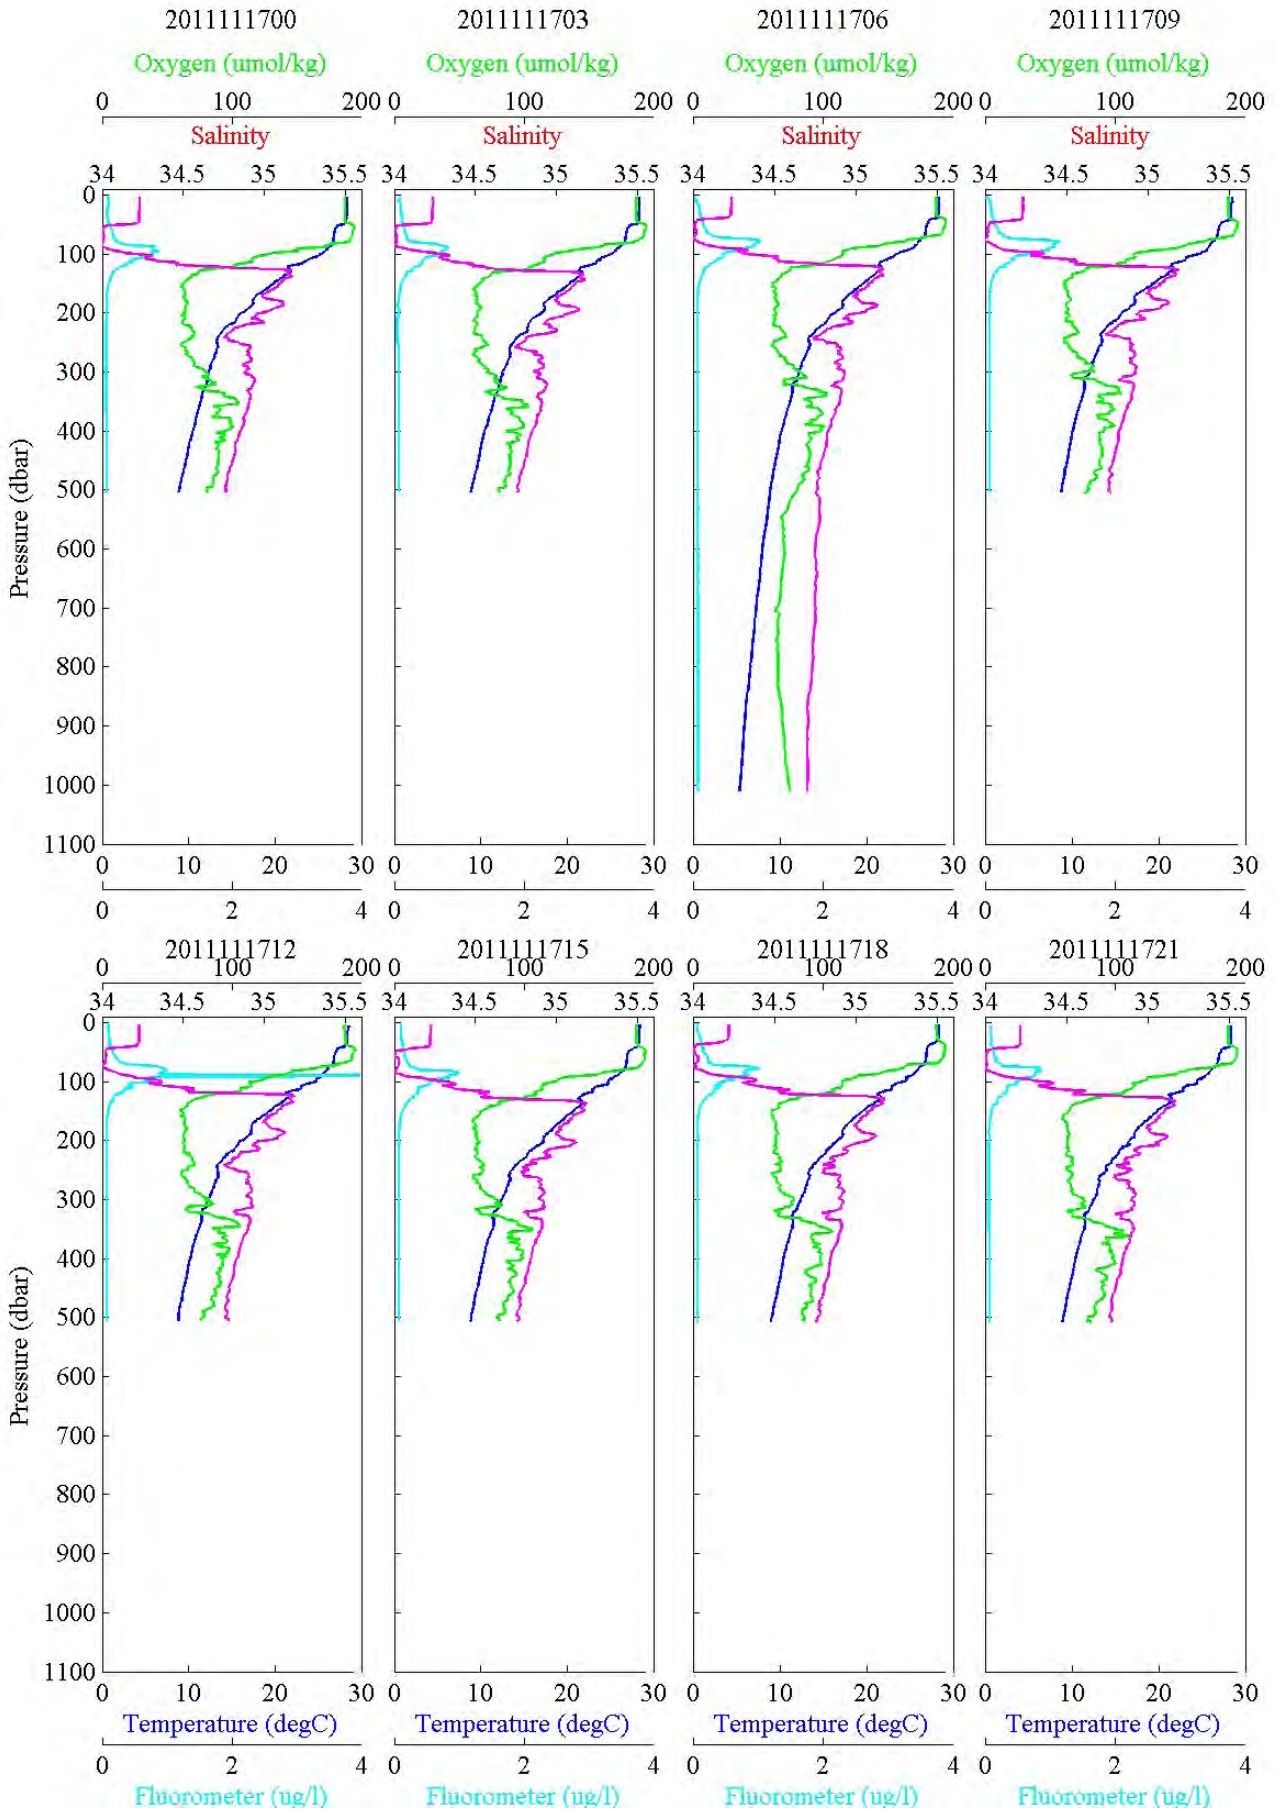 2011111700 2011111703 2011111706 2011111709
Oxygen (umol/kg) Oxygen (umol/kg) Oxygen (umol/kg) Oxygen (umol/kg)
0 100 200 0 100 200 0 100 200 0 100 200
Salinity Salinity Salinity Salinity
34 34.5 35 35.5 34 34.5 35 35.5 34 34.5 35 35.5 34 34.5 35 35.5
0
100
200
300
400
500
600
700
800
900
1000
1100
Pressure (dbar)
0 10 20 30 0 10 20 30 0 10 20 30 0 10 20 30
0 2 4 0 2 4 0 2 4 0 2 4
2011111712 2011111715 2011111718 2011111721
0 100 200 0 100 200 0 100 200 0 100 200
34 34.5 35 35.5 34 34.5 35 35.5 34 34.5 35 35.5 34 34.5 35 35.5
0
100
200
300
400
500
600
700
800
900
1000
1100
Pressure (dbar)
0 10 20 30 0 10 20 30 0 10 20 30 0 10 20 30
Temperature (degC) Temperature (degC) Temperature (degC) Temperature (degC)
0 2 4 0 2 4 0 2 4 0 2 4
Fluorometer (ug/l) Fluorometer (ug/l) Fluorometer (ug/l) Fluorometer (ug/l)